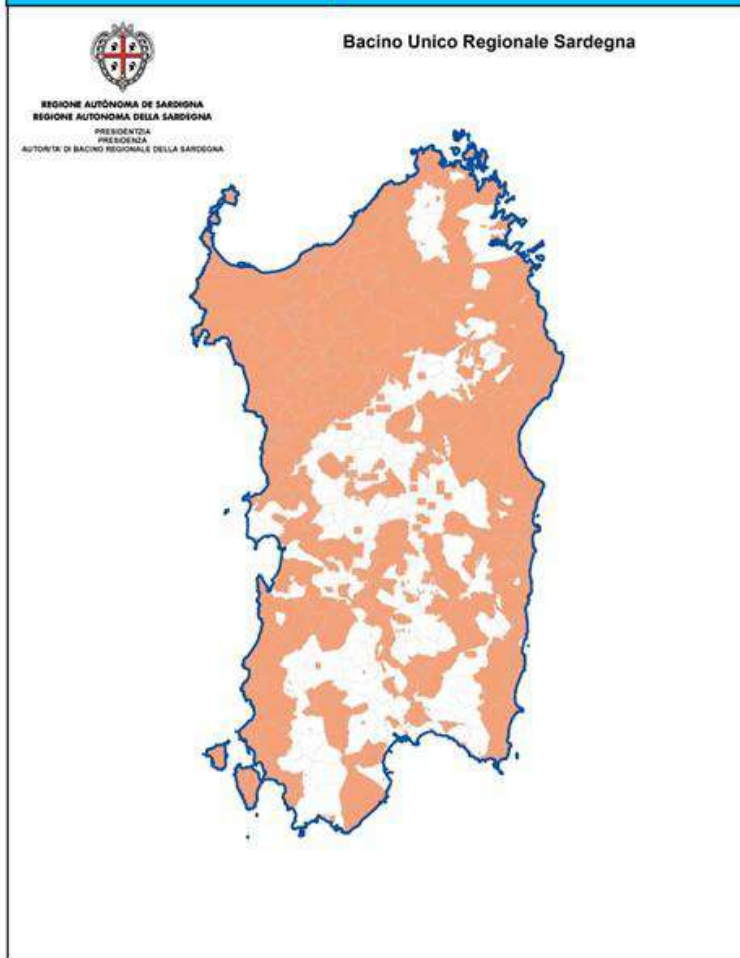 Bacino Unico Regionale Sardegna
REGIONE AUTÒNOMA DE SARDIGNA
REGIONE AUTONOMA DELLA SARDEGNA
PRESIDENTZIA
PRESIDENZA
AUTORITA' DI BACINO REGIONALE DELLA SARDEGNA